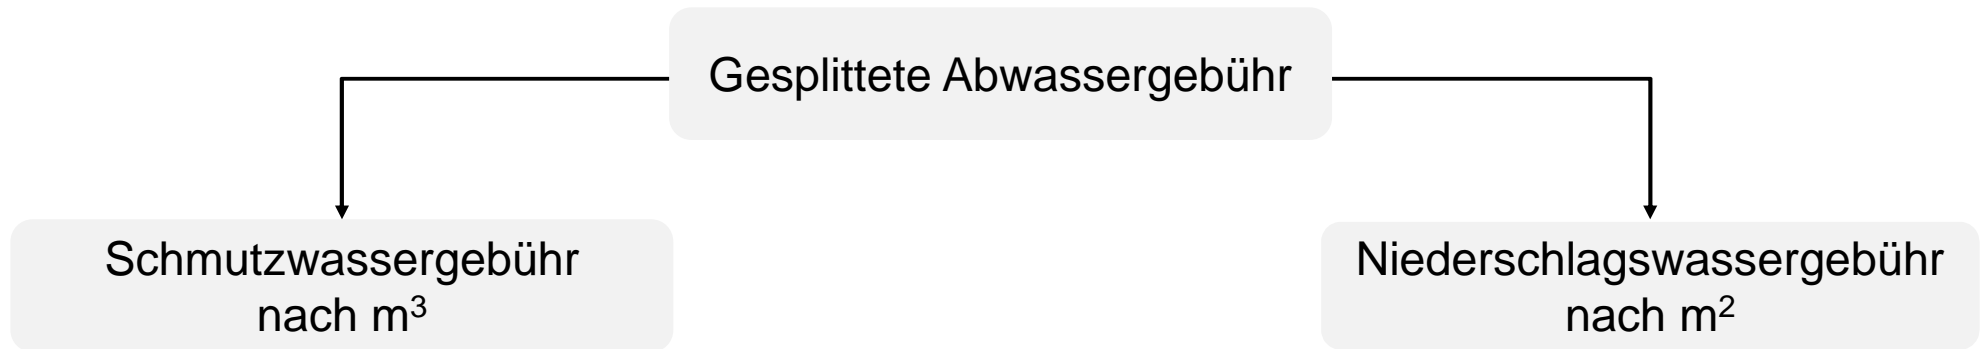 Gesplittete Abwassergebühr
Schmutzwassergebühr
nach m³
Niederschlagswassergebühr
nach m²